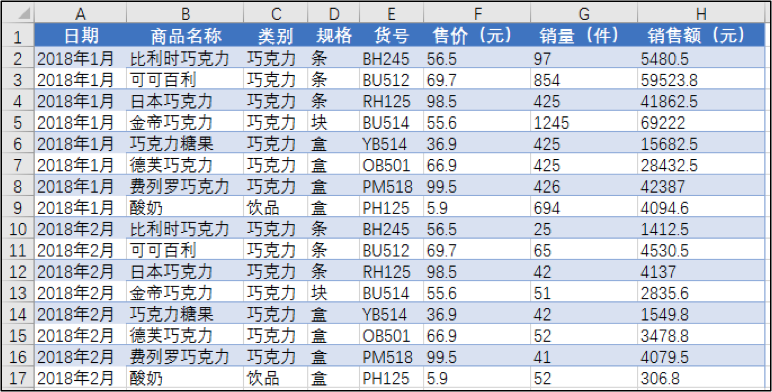 A B C D E F G H
1 日期 商品名称 类别 规格 货号 售价（元） 销量（件） 销售额（元）
2 2018年1月 比利时巧克力 巧克力 条 BH245 56.5 97 5480.5
3 2018年1月 可可百利 巧克力 条 BU512 69.7 854 59523.8
4 2018年1月 日本巧克力 巧克力 条 RH125 98.5 425 41862.5
5 2018年1月 金帝巧克力 巧克力 块 BU514 55.6 1245 69222
6 2018年1月 巧克力糖果 巧克力 盒 YB514 36.9 425 15682.5
7 2018年1月 德芙巧克力 巧克力 盒 OB501 66.9 425 28432.5
8 2018年1月 费列罗巧克力 巧克力 盒 PM518 99.5 426 42387
9 2018年1月 酸奶 饮品 盒 PH125 5.9 694 4094.6
10 2018年2月 比利时巧克力 巧克力 条 BH245 56.5 25 1412.5
11 2018年2月 可可百利 巧克力 条 BU512 69.7 65 4530.5
12 2018年2月 日本巧克力 巧克力 条 RH125 98.5 42 4137
13 2018年2月 金帝巧克力 巧克力 块 BU514 55.6 51 2835.6
14 2018年2月 巧克力糖果 巧克力 盒 YB514 36.9 42 1549.8
15 2018年2月 德芙巧克力 巧克力 盒 OB501 66.9 52 3478.8
16 2018年2月 费列罗巧克力 巧克力 盒 PM518 99.5 41 4079.5
17 2018年2月 酸奶 饮品 盒 PH125 5.9 52 306.8